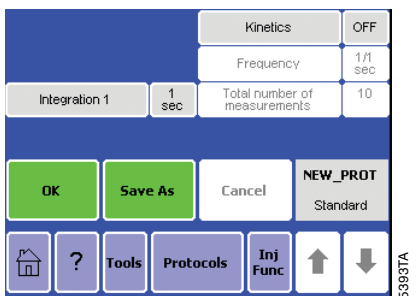 Kinetics OFF
Frequency 1/1
sec
Integration 1 1
sec
Total number of
measurements 10
OK Save As Cancel NEW_PROT
Standard
? Tools Protocols Inj
Func
5393TA